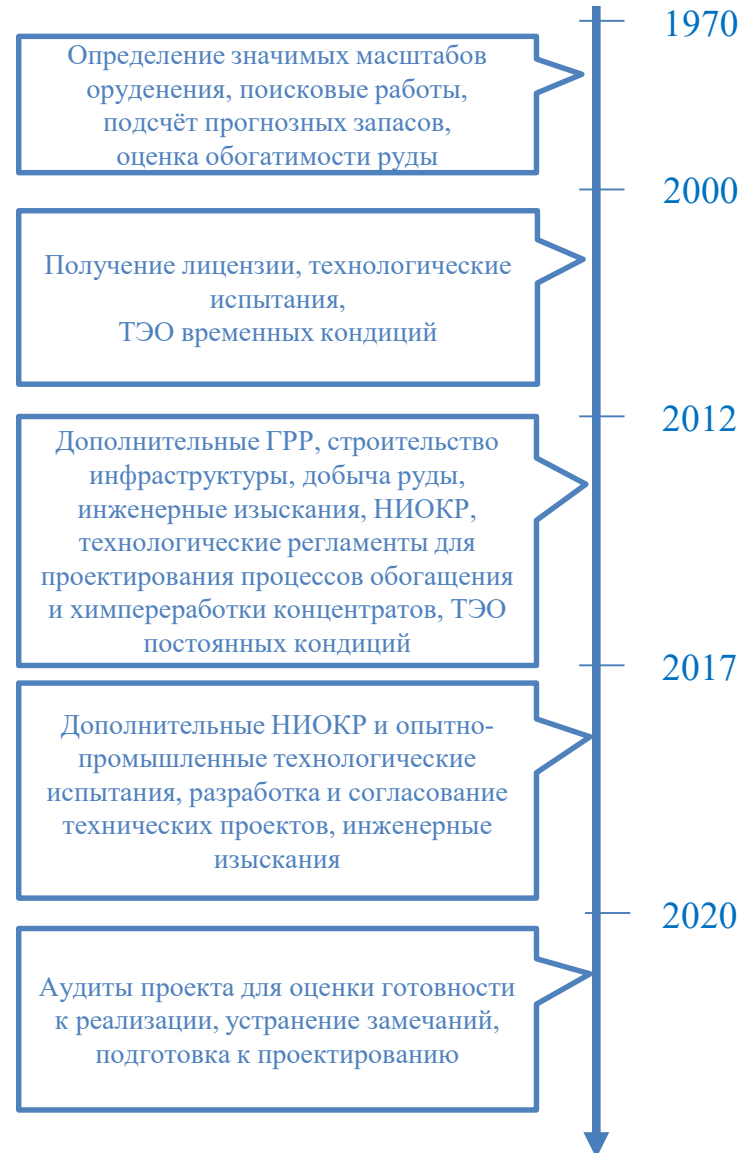 1970
Определение значимых масштабов
оруденения, поисковые работы,
подсчёт прогнозных запасов,
оценка обогатимости руды
2000
Получение лицензии, технологические
испытания,
ТЭО временных кондиций
2012
Дополнительные ГРР, строительство
инфраструктуры, добыча руды,
инженерные изыскания, НИОКР,
технологические регламенты для
проектирования процессов обогащения
и химпереработки концентратов, ТЭО
постоянных кондиций
2017
Дополнительные НИОКР и опытно-
промышленные технологические
испытания, разработка и согласование
технических проектов, инженерные
изыскания
2020
Аудиты проекта для оценки готовности
к реализации, устранение замечаний,
подготовка к проектированию